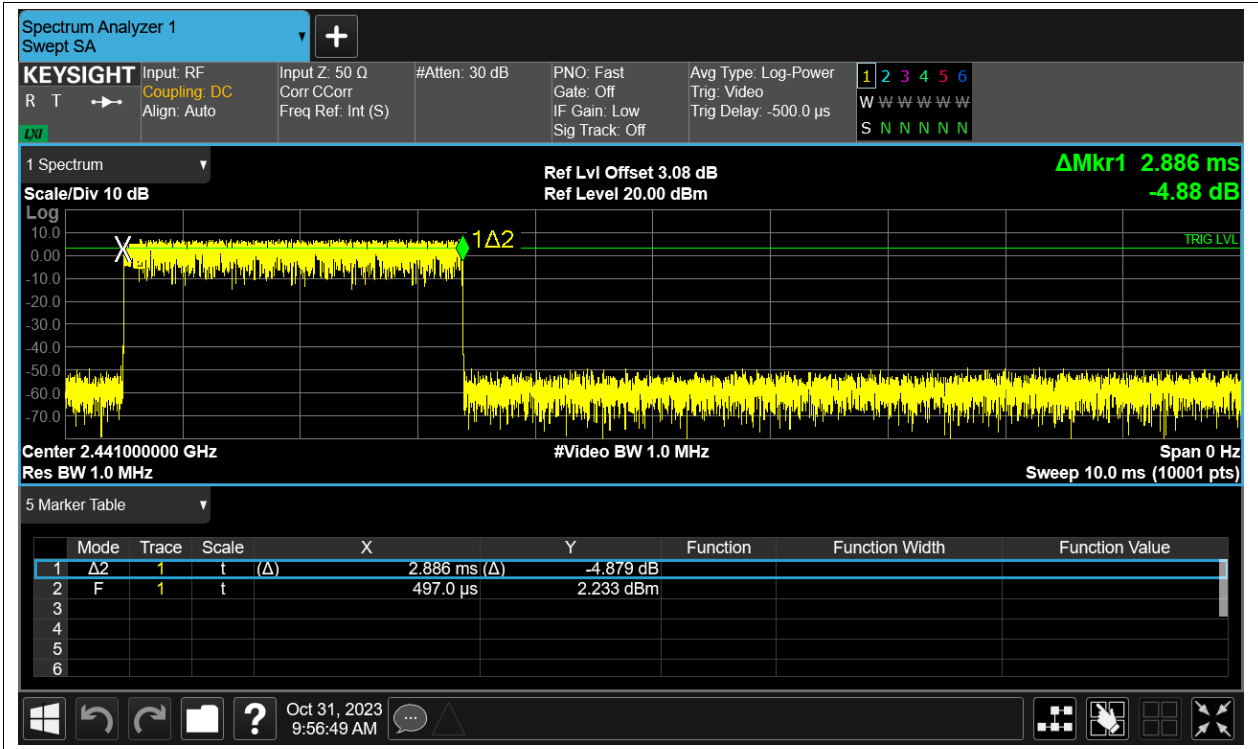 Spectrum Analyzer 1
Swept SA
+
KEYSIGHT
R T
LXI
Input: RF
Coupling: DC
Align: Auto
Input Z: 50 Ω
Corr CCorr
Freq Ref: Int (S)
#Atten: 30 dB
PNO: Fast
Gate: Off
IF Gain: Low
Sig Track: Off
Avg Type: Log-Power
Trig: Video
Trig Delay: -500.0 µs
1 2 3 4 5 6
W W W W W W
S N N N N N
1 Spectrum
Scale/Div 10 dB
Ref Lvl Offset 3.08 dB
Ref Level 20.00 dBm
ΔMkr1 2.886 ms
-4.88 dB
Log
10.0
0.00
-10.0
-20.0
-30.0
-40.0
-50.0
-60.0
-70.0
X
1Δ2
TRIG LVL
Center 2.441000000 GHz
Res BW 1.0 MHz
#Video BW 1.0 MHz
Span 0 Hz
Sweep 10.0 ms (10001 pts)
5 Marker Table
Mode Trace Scale X Y Function Function Width Function Value
1 Δ2 1 t (Δ) 2.886 ms (Δ) -4.879 dB
2 F 1 t 497.0 µs 2.233 dBm
3
4
5
6
?
Oct 31, 2023
9:56:49 AM